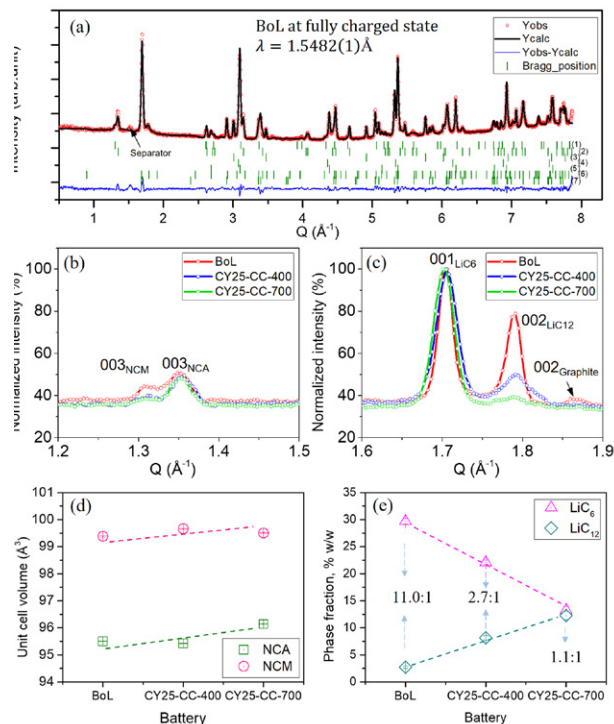 (a)
BoL at fully charged state
λ = 1.5482(1)Å
Yobs
Ycalc
Yobs-Ycalc
Bragg_position
Separator
(1)
(2)
(3)
(4)
(5)
(6)
(7)
1 2 3 4 5 6 7 8
Q (Å⁻¹)
(b)
BoL
CY25-CC-400
CY25-CC-700
003NCM
003NCA
Normalized intensity (%)
100
80
60
40
20
1.2 1.3 1.4 1.5
Q (Å⁻¹)
(c)
001LiC6
BoL
CY25-CC-400
CY25-CC-700
002LiC12
002Graphite
Normalized intensity (%)
100
80
60
40
20
1.6 1.7 1.8 1.9
Q (Å⁻¹)
(d)
Unit cell volume (Å³)
101
100
99
98
97
96
95
94
NCA
NCM
BoL CY25-CC-400 CY25-CC-700
Battery
(e)
Phase fraction, % w/w
35
30
25
20
15
10
5
0
LiC₆
LiC₁₂
11.0:1
2.7:1
1.1:1
BoL CY25-CC-400 CY25-CC-700
Battery